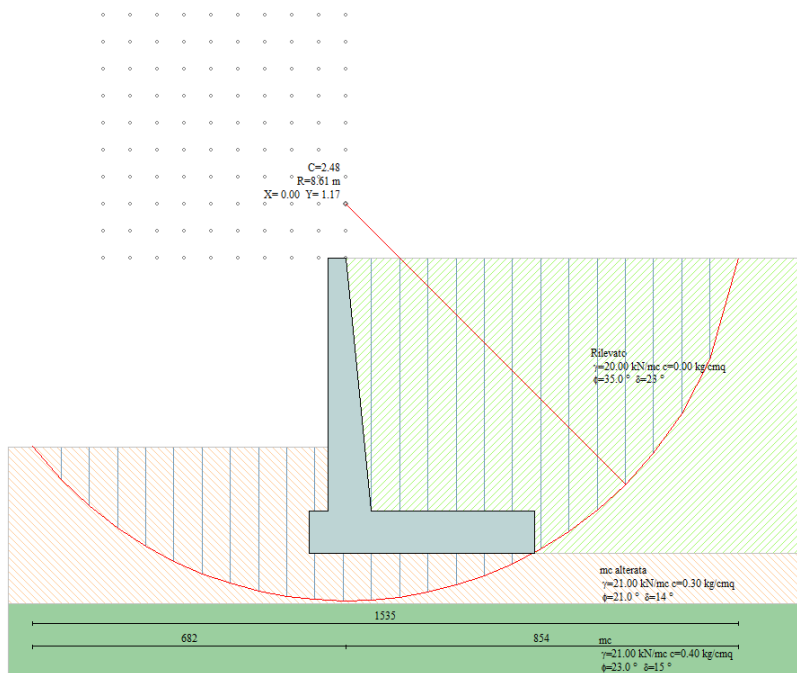 C=2.48
R=8.61 m
X= 0.00 Y= 1.17
Rilevato
γ=20.00 kN/mc c=0.00 kg/cmq
ϕ=35.0 ° δ=23 °
mc alterata
γ=21.00 kN/mc c=0.30 kg/cmq
ϕ=21.0 ° δ=14 °
1535
682
854
mc
γ=21.00 kN/mc c=0.40 kg/cmq
ϕ=23.0 ° δ=15 °